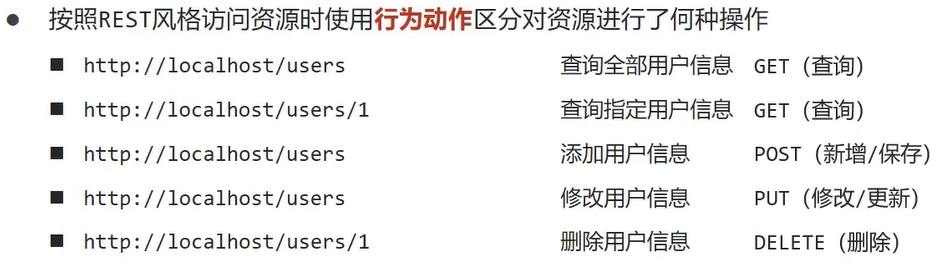 ● 按照REST风格访问资源时使用行为动作区分对资源进行了何种操作
■ http://localhost/users 查询全部用户信息 GET（查询）
■ http://localhost/users/1 查询指定用户信息 GET（查询）
■ http://localhost/users 添加用户信息 POST（新增/保存）
■ http://localhost/users 修改用户信息 PUT（修改/更新）
■ http://localhost/users/1 删除用户信息 DELETE（删除）